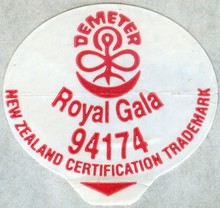 DEMETER
Royal Gala
94174
NEW ZEALAND CERTIFICATION TRADEMARK